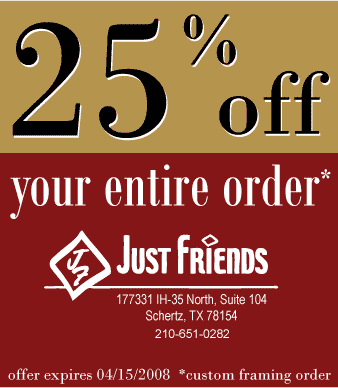 25% off
your entire order*
JF JUST FRIENDS
177331 IH-35 North, Suite 104
Schertz, TX 78154
210-651-0282
offer expires 04/15/2008 *custom framing order